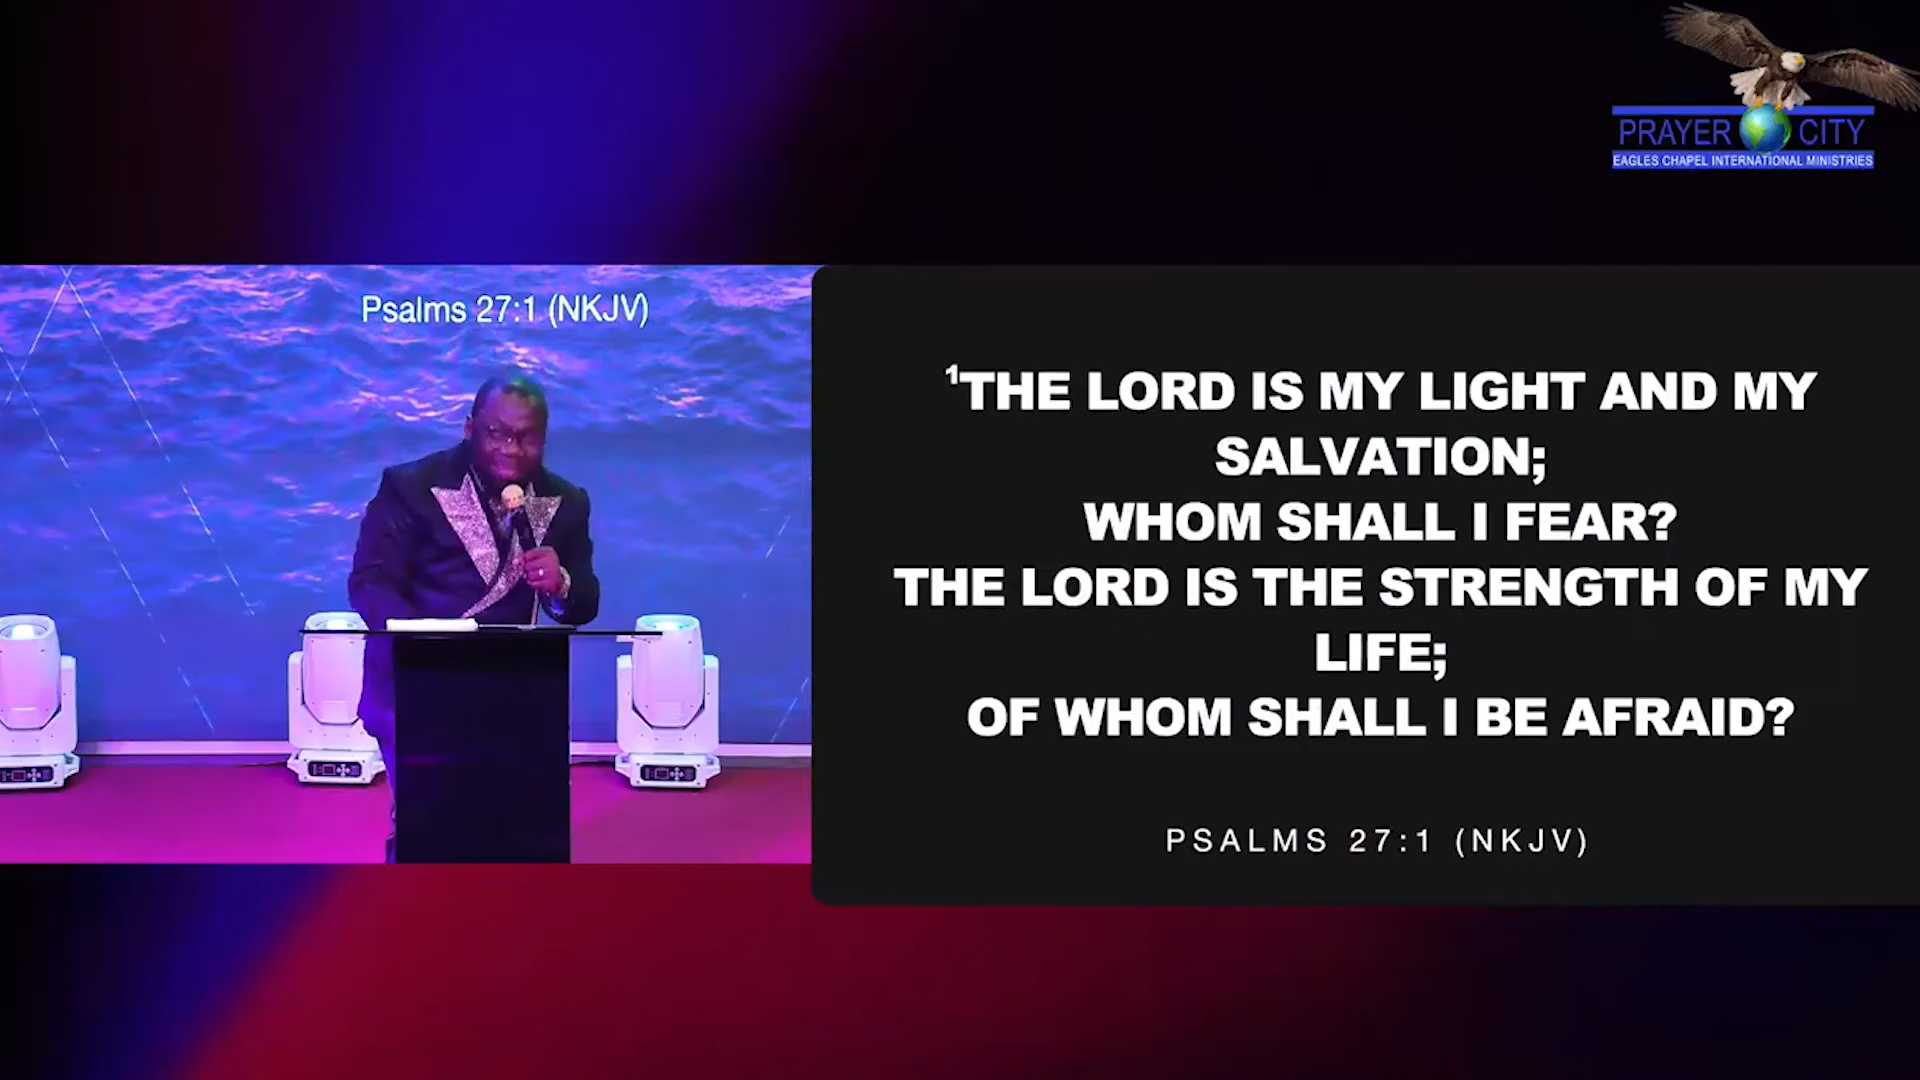 PRAYER CITY
EAGLES CHAPEL INTERNATIONAL MINISTRIES
Psalms 27:1 (NKJV)
¹THE LORD IS MY LIGHT AND MY
SALVATION;
WHOM SHALL I FEAR?
THE LORD IS THE STRENGTH OF MY
LIFE;
OF WHOM SHALL I BE AFRAID?
PSALMS 27:1 (NKJV)